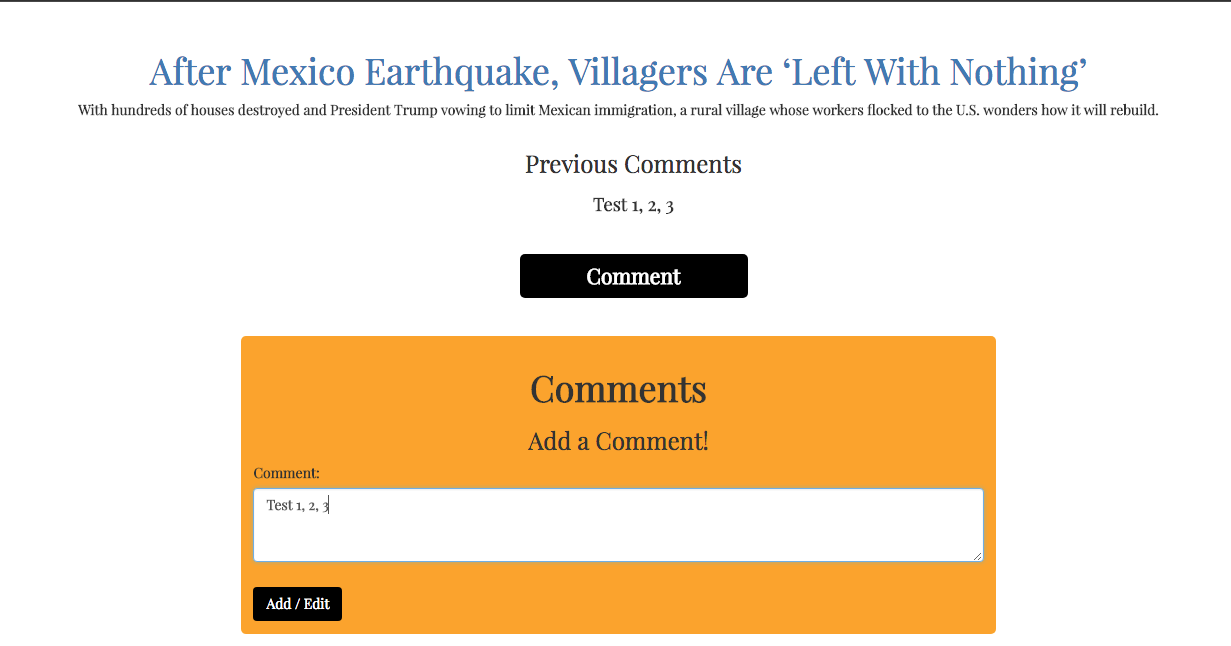 After Mexico Earthquake, Villagers Are ‘Left With Nothing’
With hundreds of houses destroyed and President Trump vowing to limit Mexican immigration, a rural village whose workers flocked to the U.S. wonders how it will rebuild.
Previous Comments
Test 1, 2, 3
Comment
Comments
Add a Comment!
Comment:
Test 1, 2, 3
Add / Edit